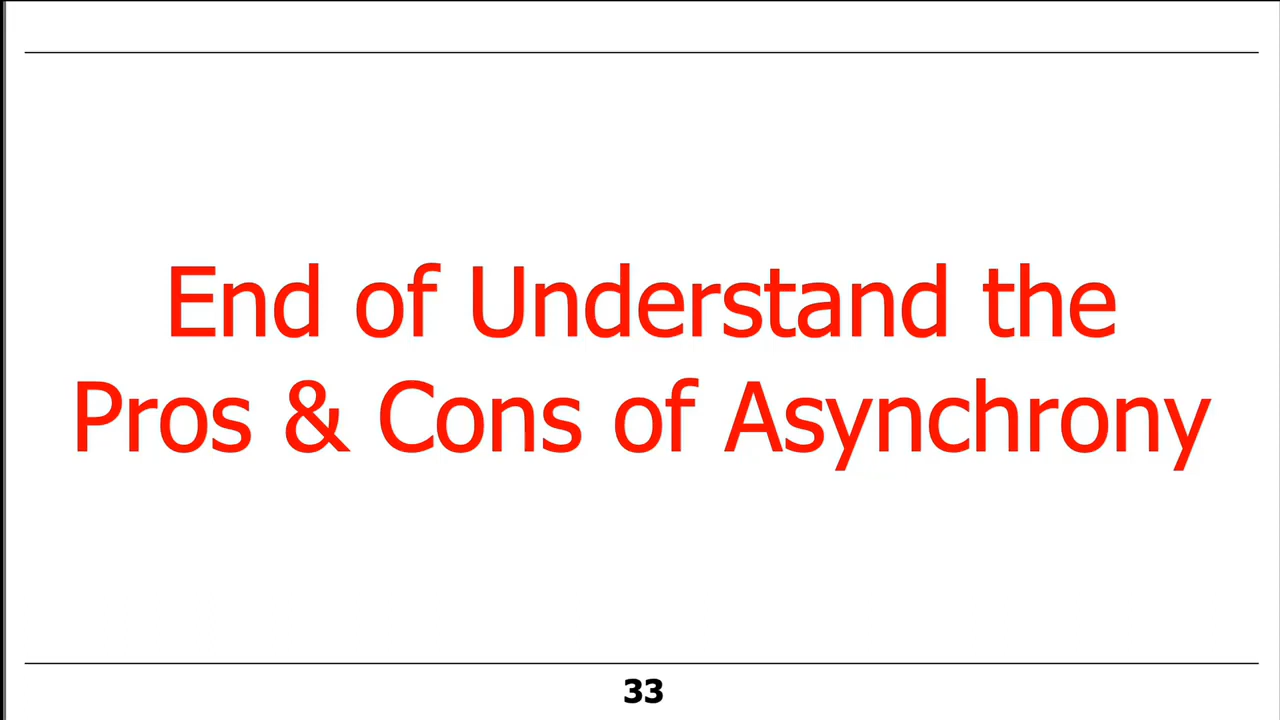 End of Understand the
Pros & Cons of Asynchrony
33